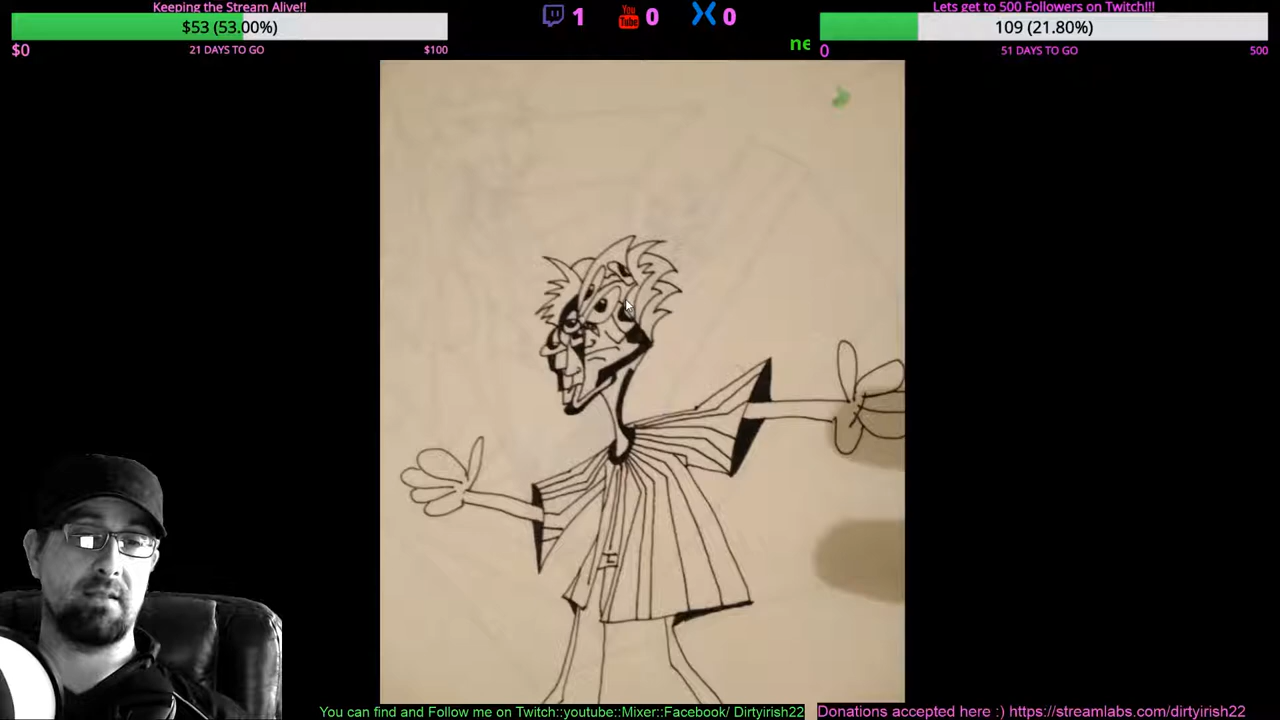 Keeping the Stream Alive!!
$53 (53.00%)
$0
21 DAYS TO GO
$100
1
You Tube
0
0
ne
Lets get to 500 Followers on Twitch!!!
109 (21.80%)
0
51 DAYS TO GO
500
You can find and Follow me on Twitch::youtube::Mixer::Facebook/ Dirtyirish22
Donations accepted here :) https://streamlabs.com/dirtyirish22